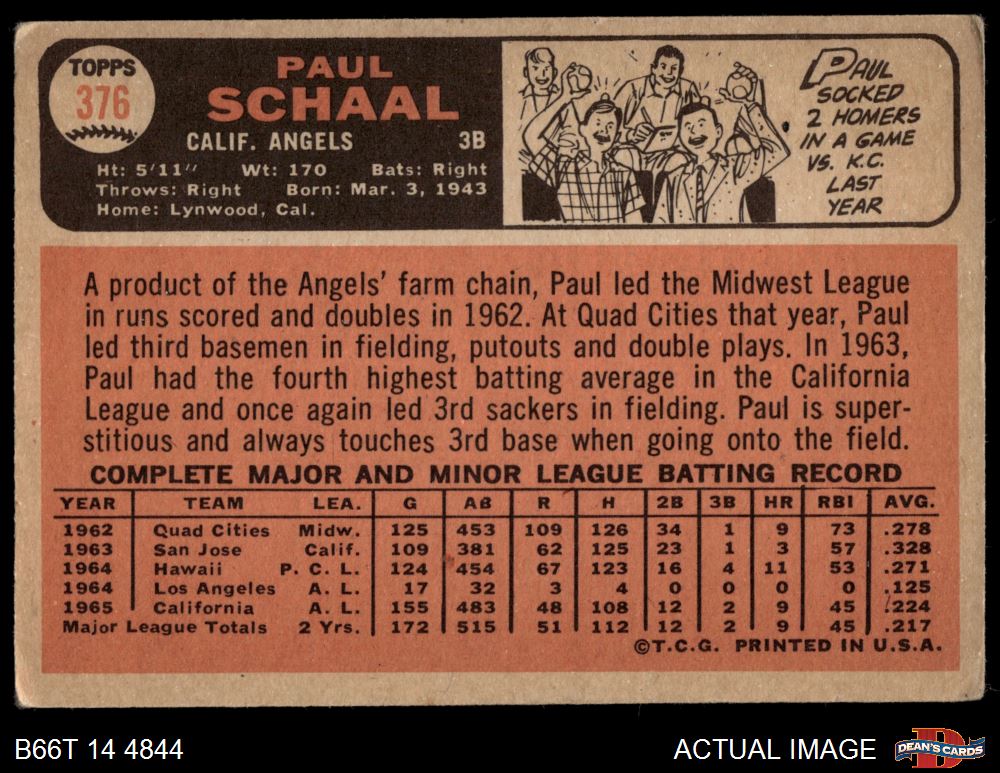 TOPPS
376
PAUL
SCHAAL
CALIF. ANGELS 3B
Ht: 5'11" Wt: 170 Bats: Right
Throws: Right Born: Mar. 3, 1943
Home: Lynwood, Cal.
PAUL
SOCKED
2 HOMERS
IN A GAME
VS. K.C.
LAST
YEAR
A product of the Angels' farm chain, Paul led the Midwest League
in runs scored and doubles in 1962. At Quad Cities that year, Paul
led third basemen in fielding, putouts and double plays. In 1963,
Paul had the fourth highest batting average in the California
League and once again led 3rd sackers in fielding. Paul is super-
stitious and always touches 3rd base when going onto the field.
COMPLETE MAJOR AND MINOR LEAGUE BATTING RECORD
YEAR TEAM LEA. G AB R H 2B 3B HR RBI AVG.
1962 Quad Cities Midw. 125 453 109 126 34 1 9 73 .278
1963 San Jose Calif. 109 381 62 125 23 1 3 57 .328
1964 Hawaii P. C. L. 124 454 67 123 16 4 11 53 .271
1964 Los Angeles A. L. 17 32 3 4 0 0 0 0 .125
1965 California A. L. 155 483 48 108 12 2 9 45 .224
Major League Totals 2 Yrs. 172 515 51 112 12 2 9 45 .217
©T.C.G. PRINTED IN U.S.A.
B66T 14 4844
ACTUAL IMAGE
D
DEAN'S CARDS